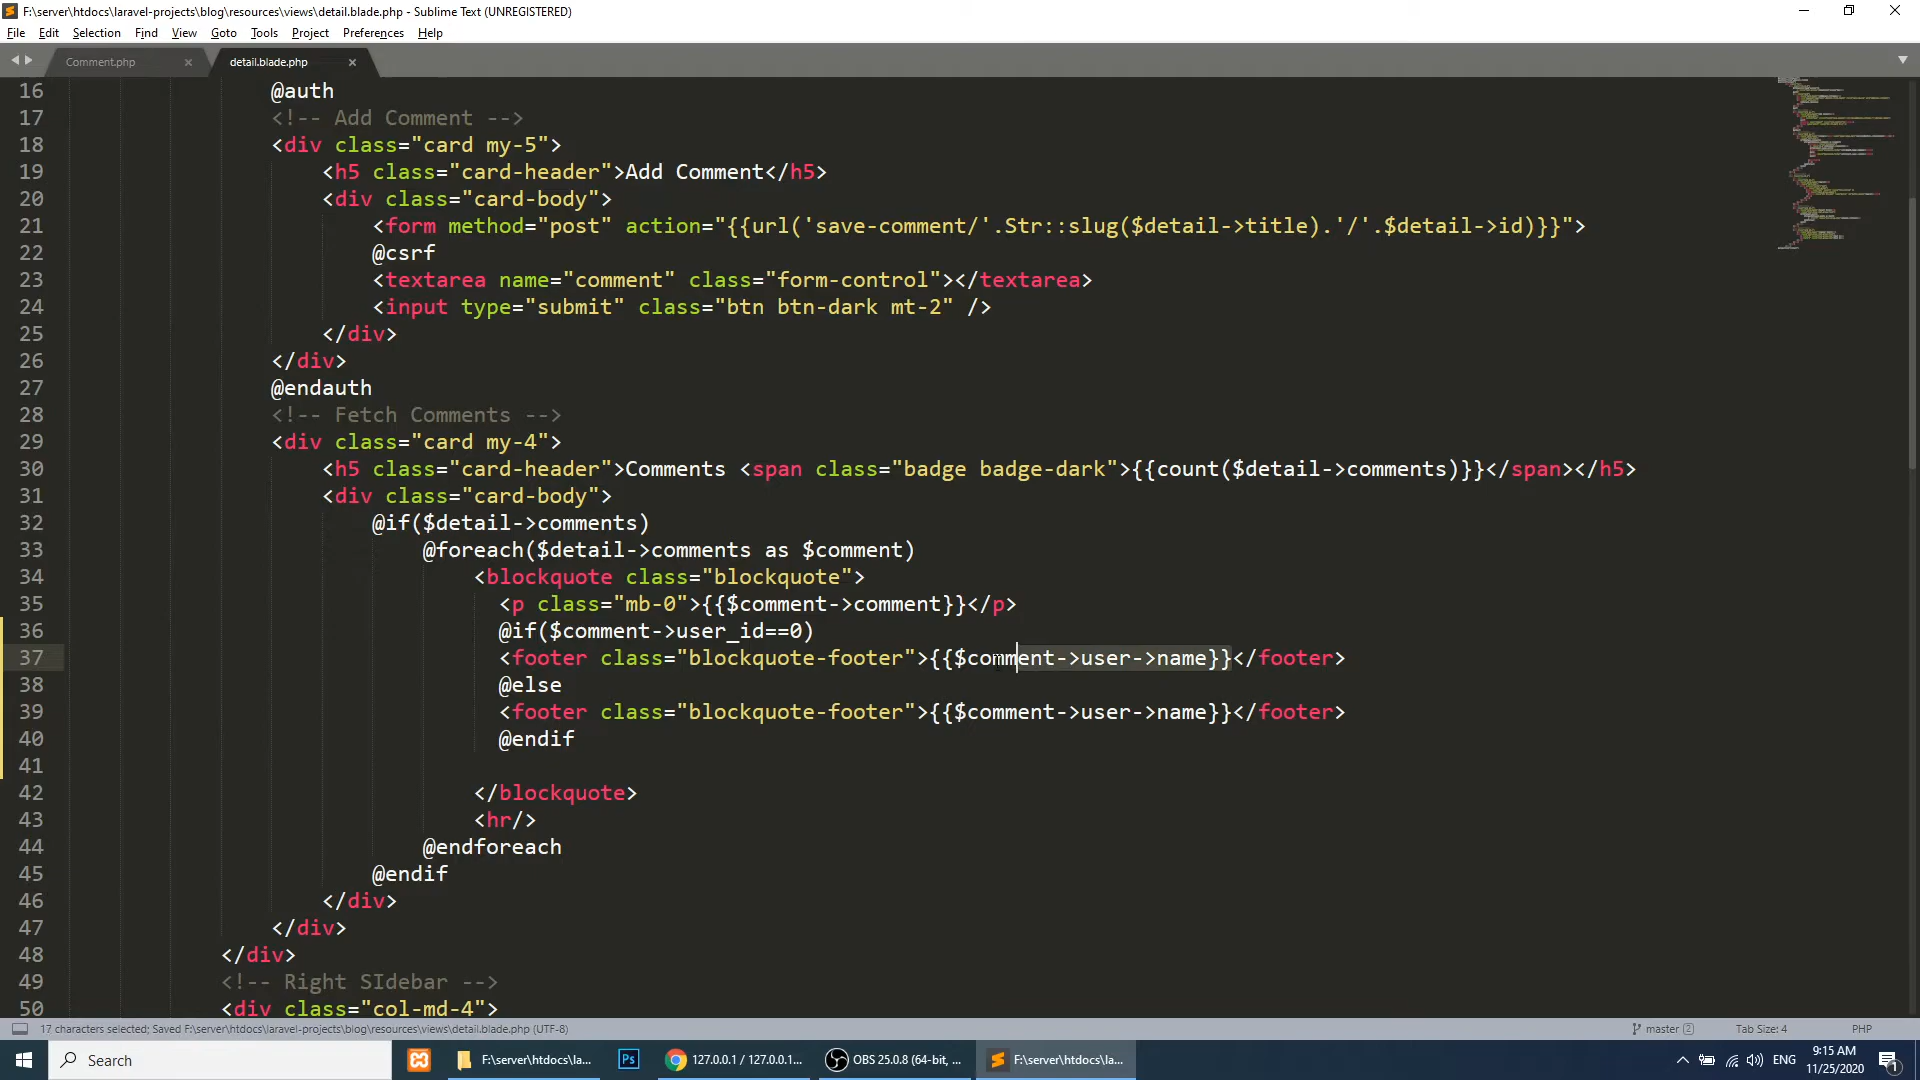 F:\server\htdocs\laravel-projects\blog\resources\views\detail.blade.php - Sublime Text (UNREGISTERED)
File Edit Selection Find View Goto Tools Project Preferences Help
Comment.php detail.blade.php
16 @auth
17 <!-- Add Comment -->
18 <div class="card my-5">
19 <h5 class="card-header">Add Comment</h5>
20 <div class="card-body">
21 <form method="post" action="{{url('save-comment/'.Str::slug($detail->title).'/'.$detail->id)}}">
22 @csrf
23 <textarea name="comment" class="form-control"></textarea>
24 <input type="submit" class="btn btn-dark mt-2" />
25 </div>
26 </div>
27 @endauth
28 <!-- Fetch Comments -->
29 <div class="card my-4">
30 <h5 class="card-header">Comments <span class="badge badge-dark">{{count($detail->comments)}}</span></h5>
31 <div class="card-body">
32 @if($detail->comments)
33 @foreach($detail->comments as $comment)
34 <blockquote class="blockquote">
35 <p class="mb-0">{{$comment->comment}}</p>
36 @if($comment->user_id==0)
37 <footer class="blockquote-footer">{{$comment->user->name}}</footer>
38 @else
39 <footer class="blockquote-footer">{{$comment->user->name}}</footer>
40 @endif
41
42 </blockquote>
43 <hr/>
44 @endforeach
45 @endif
46 </div>
47 </div>
48 </div>
49 <!-- Right SIdebar -->
50 <div class="col-md-4">
17 characters selected; Saved F:\server\htdocs\laravel-projects\blog\resources\views\detail.blade.php (UTF-8) master 2 Tab Size: 4 PHP
Search F:\server\htdocs\la... Ps 127.0.0.1 / 127.0.0.1... OBS 25.0.8 (64-bit, ... F:\server\htdocs\la... ENG 9:15 AM
11/25/2020 1